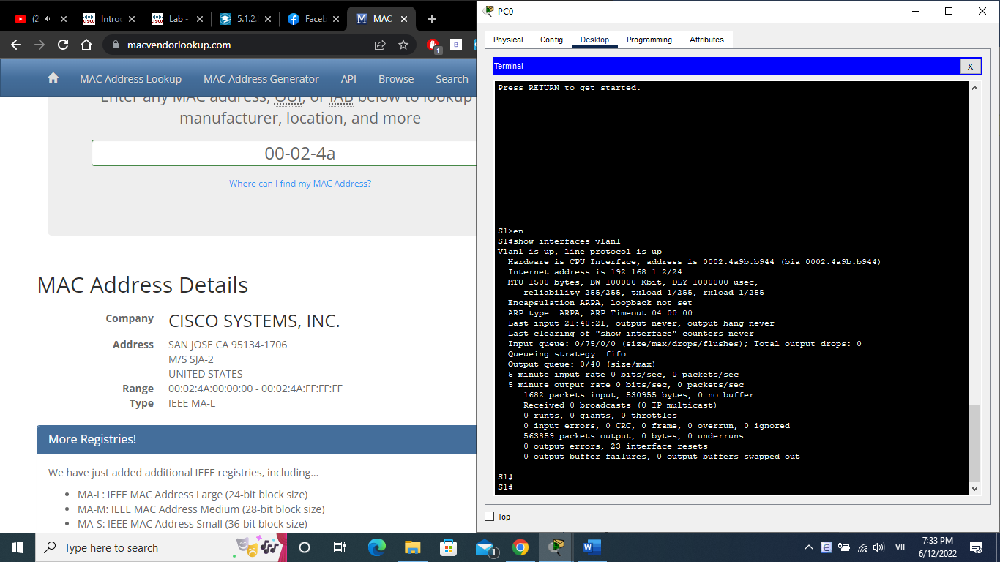 (2
Introd
Lab -
5.1.2.
Faceb
MAC
macvendorlookup.com
1
B
MAC Address Lookup
MAC Address Generator
API
Browse
Search
Enter any MAC address, OUI, or IAB below to lookup
manufacturer, location, and more
00-02-4a
Where can I find my MAC Address?
MAC Address Details
Company CISCO SYSTEMS, INC.
Address SAN JOSE CA 95134-1706
M/S SJA-2
UNITED STATES
Range 00:02:4A:00:00:00 - 00:02:4A:FF:FF:FF
Type IEEE MA-L
More Registries!
We have just added additional IEEE registries, including...
MA-L: IEEE MAC Address Large (24-bit block size)
MA-M: IEEE MAC Address Medium (28-bit block size)
MA-S: IEEE MAC Address Small (36-bit block size)
PC0
Physical
Config
Desktop
Programming
Attributes
Terminal
X
Press RETURN to get started.
S1>en
S1#show interfaces vlan1
Vlan1 is up, line protocol is up
Hardware is CPU Interface, address is 0002.4a9b.b944 (bia 0002.4a9b.b944)
Internet address is 192.168.1.2/24
MTU 1500 bytes, BW 100000 Kbit, DLY 1000000 usec,
reliability 255/255, txload 1/255, rxload 1/255
Encapsulation ARPA, loopback not set
ARP type: ARPA, ARP Timeout 04:00:00
Last input 21:40:21, output never, output hang never
Last clearing of "show interface" counters never
Input queue: 0/75/0/0 (size/max/drops/flushes); Total output drops: 0
Queueing strategy: fifo
Output queue: 0/40 (size/max)
5 minute input rate 0 bits/sec, 0 packets/sec
5 minute output rate 0 bits/sec, 0 packets/sec
1682 packets input, 530955 bytes, 0 no buffer
Received 0 broadcasts (0 IP multicast)
0 runts, 0 giants, 0 throttles
0 input errors, 0 CRC, 0 frame, 0 overrun, 0 ignored
563859 packets output, 0 bytes, 0 underruns
0 output errors, 23 interface resets
0 output buffer failures, 0 output buffers swapped out
S1#
S1#
Top
Type here to search
1
VIE
7:33 PM
6/12/2022